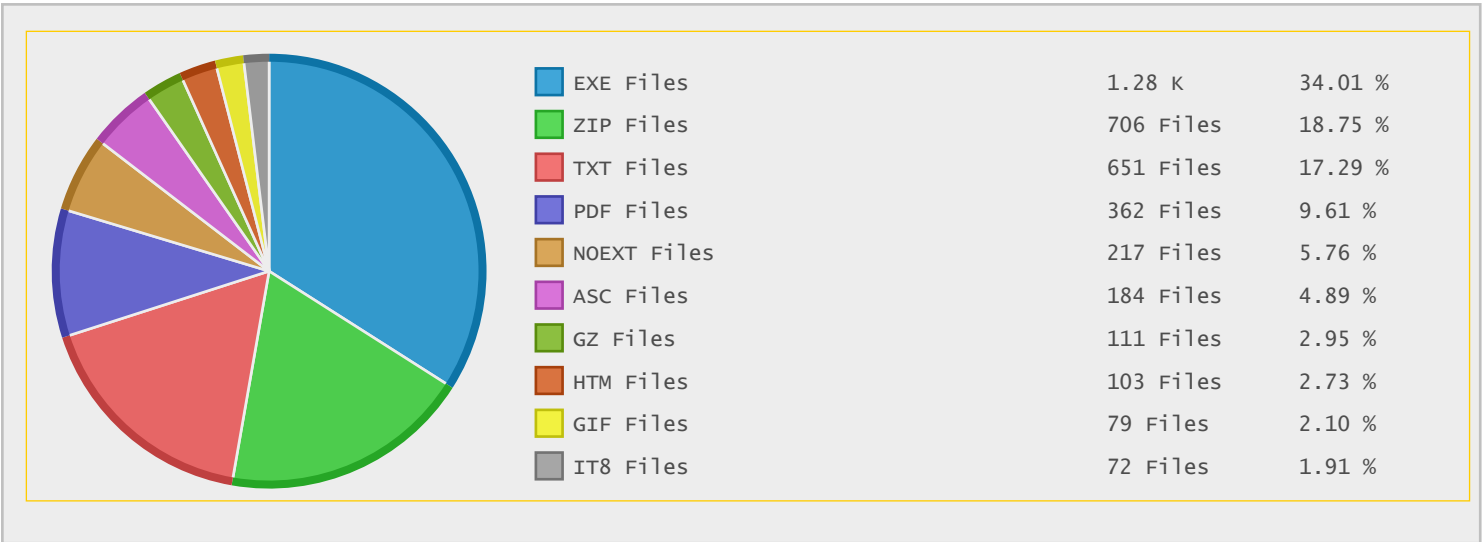 EXE Files 1.28 K 34.01 %
ZIP Files 706 Files 18.75 %
TXT Files 651 Files 17.29 %
PDF Files 362 Files 9.61 %
NOEXT Files 217 Files 5.76 %
ASC Files 184 Files 4.89 %
GZ Files 111 Files 2.95 %
HTM Files 103 Files 2.73 %
GIF Files 79 Files 2.10 %
IT8 Files 72 Files 1.91 %